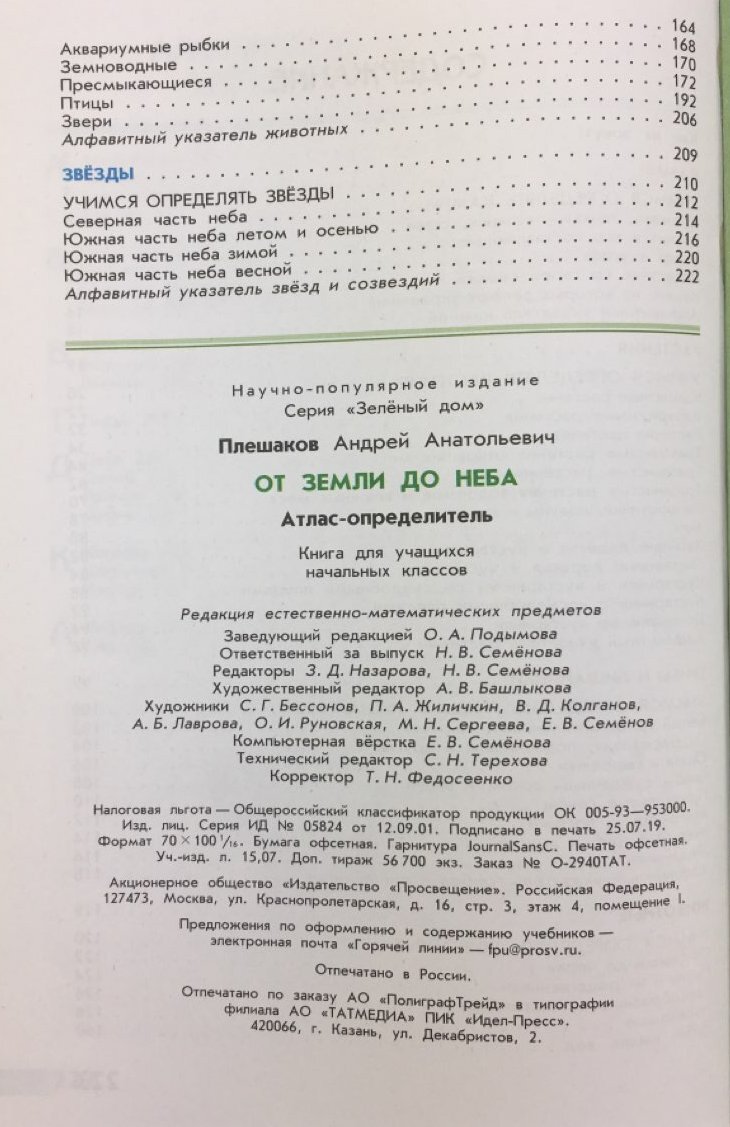 Аквариумные рыбки . . . . . . . . . . . . . . . . . . . . . . . . 164
Земноводные . . . . . . . . . . . . . . . . . . . . . . . . . . . 168
Пресмыкающиеся . . . . . . . . . . . . . . . . . . . . . . . . . 170
Птицы . . . . . . . . . . . . . . . . . . . . . . . . . . . . . . 172
Звери . . . . . . . . . . . . . . . . . . . . . . . . . . . . . . 192
Алфавитный указатель животных . . . . . . . . . . . . . . . . . 206
ЗВЁЗДЫ . . . . . . . . . . . . . . . . . . . . . . . . . . . . . 209
УЧИМСЯ ОПРЕДЕЛЯТЬ ЗВЁЗДЫ . . . . . . . . . . . . . . . . . . . 210
Северная часть неба . . . . . . . . . . . . . . . . . . . . . . . 212
Южная часть неба летом и осенью . . . . . . . . . . . . . . . . 214
Южная часть неба зимой . . . . . . . . . . . . . . . . . . . . . 216
Южная часть неба весной . . . . . . . . . . . . . . . . . . . . 220
Алфавитный указатель звёзд и созвездий . . . . . . . . . . . . . 222
Научно-популярное издание
Серия «Зелёный дом»
Плешаков Андрей Анатольевич
ОТ ЗЕМЛИ ДО НЕБА
Атлас-определитель
Книга для учащихся
начальных классов
Редакция естественно-математических предметов
Заведующий редакцией О. А. Подымова
Ответственный за выпуск Н. В. Семёнова
Редакторы З. Д. Назарова, Н. В. Семёнова
Художественный редактор А. В. Башлыкова
Художники С. Г. Бессонов, П. А. Жиличкин, В. Д. Колганов,
А. Б. Лаврова, О. И. Руновская, М. Н. Сергеева, Е. В. Семёнов
Компьютерная вёрстка Е. В. Семёнова
Технический редактор С. Н. Терехова
Корректор Т. Н. Федосеенко
Налоговая льгота — Общероссийский классификатор продукции ОК 005-93—953000.
Изд. лиц. Серия ИД № 05824 от 12.09.01. Подписано в печать 25.07.19.
Формат 70×100 1/16. Бумага офсетная. Гарнитура JournalSansC. Печать офсетная.
Уч.-изд. л. 15,07. Доп. тираж 56 700 экз. Заказ № О-2940ТАТ.
Акционерное общество «Издательство «Просвещение». Российская Федерация,
127473, Москва, ул. Краснопролетарская, д. 16, стр. 3, этаж 4, помещение I.
Предложения по оформлению и содержанию учебников —
электронная почта «Горячей линии» — fpu@prosv.ru.
Отпечатано в России.
Отпечатано по заказу АО «ПолиграфТрейд» в типографии
филиала АО «ТАТМЕДИА» ПИК «Идел-Пресс».
420066, г. Казань, ул. Декабристов, 2.